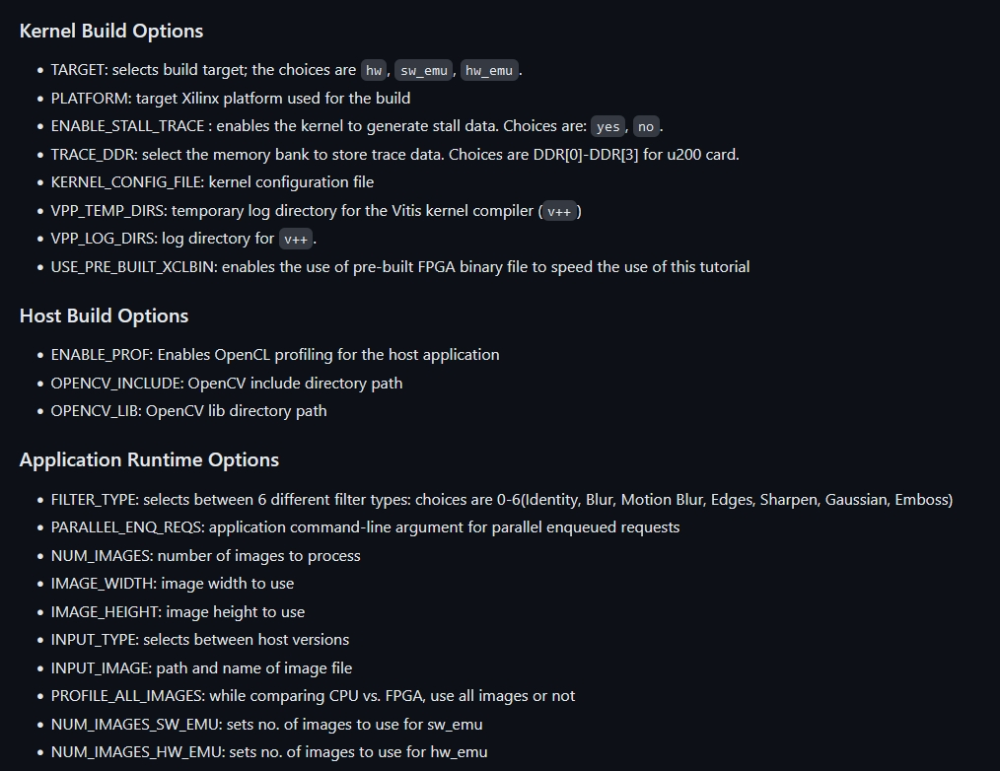 Kernel Build Options
• TARGET: selects build target; the choices are hw, sw_emu, hw_emu.
• PLATFORM: target Xilinx platform used for the build
• ENABLE_STALL_TRACE : enables the kernel to generate stall data. Choices are: yes, no.
• TRACE_DDR: select the memory bank to store trace data. Choices are DDR[0]-DDR[3] for u200 card.
• KERNEL_CONFIG_FILE: kernel configuration file
• VPP_TEMP_DIRS: temporary log directory for the Vitis kernel compiler (v++)
• VPP_LOG_DIRS: log directory for v++.
• USE_PRE_BUILT_XCLBIN: enables the use of pre-built FPGA binary file to speed the use of this tutorial
Host Build Options
• ENABLE_PROF: Enables OpenCL profiling for the host application
• OPENCV_INCLUDE: OpenCV include directory path
• OPENCV_LIB: OpenCV lib directory path
Application Runtime Options
• FILTER_TYPE: selects between 6 different filter types: choices are 0-6(Identity, Blur, Motion Blur, Edges, Sharpen, Gaussian, Emboss)
• PARALLEL_ENQ_REQS: application command-line argument for parallel enqueued requests
• NUM_IMAGES: number of images to process
• IMAGE_WIDTH: image width to use
• IMAGE_HEIGHT: image height to use
• INPUT_TYPE: selects between host versions
• INPUT_IMAGE: path and name of image file
• PROFILE_ALL_IMAGES: while comparing CPU vs. FPGA, use all images or not
• NUM_IMAGES_SW_EMU: sets no. of images to use for sw_emu
• NUM_IMAGES_HW_EMU: sets no. of images to use for hw_emu